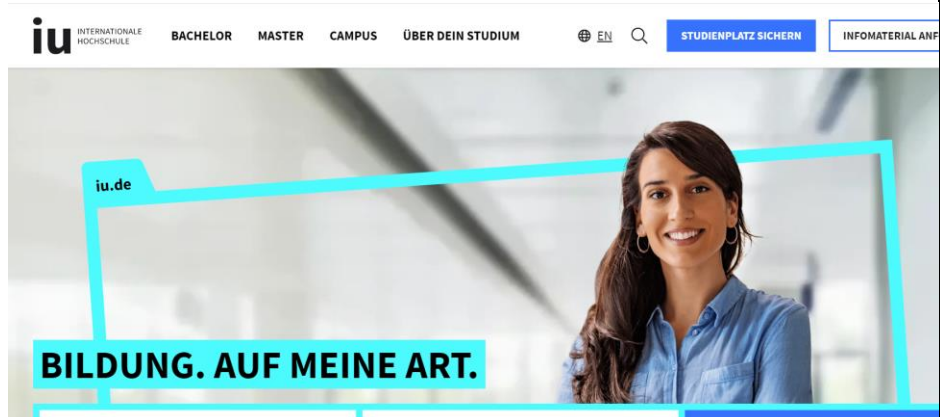 iu INTERNATIONALE
HOCHSCHULE
BACHELOR MASTER CAMPUS ÜBER DEIN STUDIUM EN STUDIENPLATZ SICHERN INFOMATERIAL ANF
iu.de
BILDUNG. AUF MEINE ART.